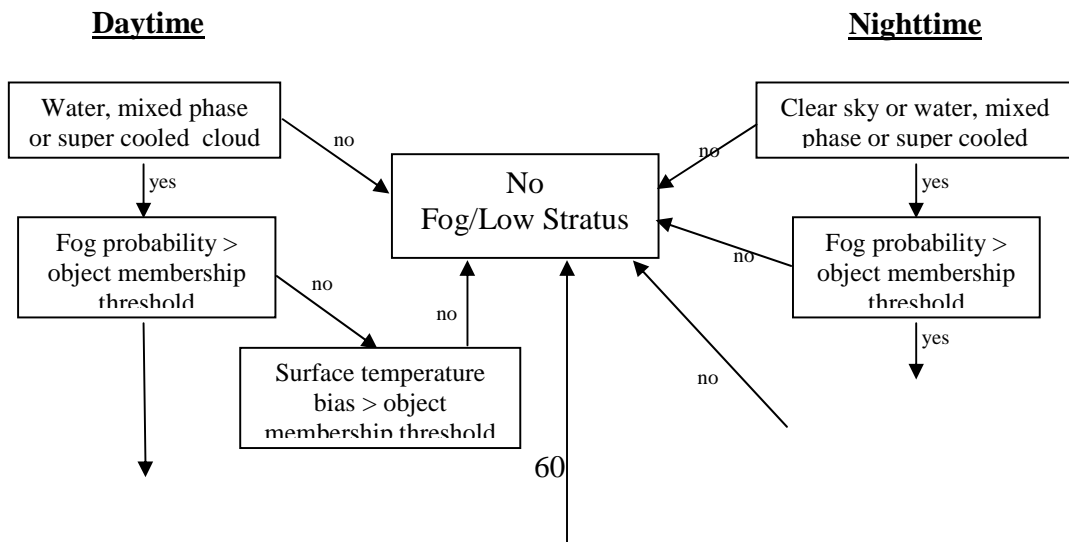 Daytime
Nighttime
Water, mixed phase
or super cooled cloud
no
yes
Clear sky or water, mixed
phase or super cooled
no
yes
No
Fog/Low Stratus
Fog probability >
object membership
threshold
no
Fog probability >
object membership
threshold
no
yes
no
Surface temperature
bias > object
membership threshold
no
60